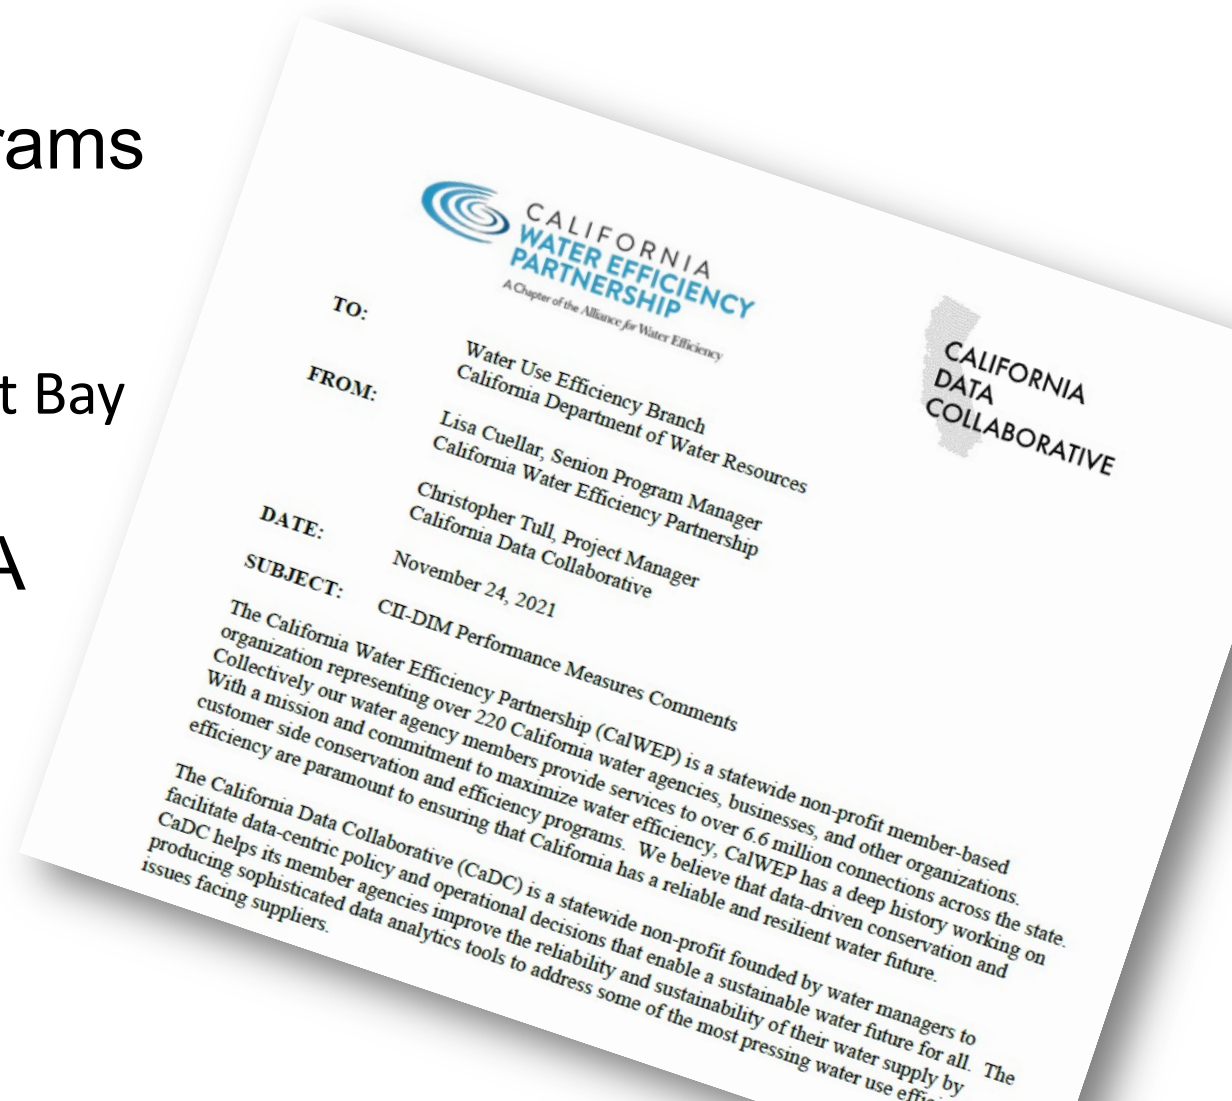 rams
t Bay
A
CALIFORNIA
WATER EFFICIENCY
PARTNERSHIP
A Chapter of the Alliance for Water Efficiency
CALIFORNIA
DATA
COLLABORATIVE
TO:
Water Use Efficiency Branch
California Department of Water Resources
FROM:
Lisa Cuellar, Senion Program Manager
California Water Efficiency Partnership
Christopher Tull, Project Manager
California Data Collaborative
DATE:
November 24, 2021
SUBJECT:
CII-DIM Performance Measures Comments
The California Water Efficiency Partnership (CalWEP) is a statewide non-profit member-based
organization representing over 220 California water agencies, businesses, and other organizations.
Collectively our water agency members provide services to over 6.6 million connections across the state.
With a mission and commitment to maximize water efficiency, CalWEP has a deep history working on
customer side conservation and efficiency programs. We believe that data-driven conservation and
efficiency are paramount to ensuring that California has a reliable and resilient water future.
The California Data Collaborative (CaDC) is a statewide non-profit founded by water managers to
facilitate data-centric policy and operational decisions that enable a sustainable water future for all. The
CaDC helps its member agencies improve the reliability and sustainability of their water supply by
producing sophisticated data analytics tools to address some of the most pressing water use effi
issues facing suppliers.